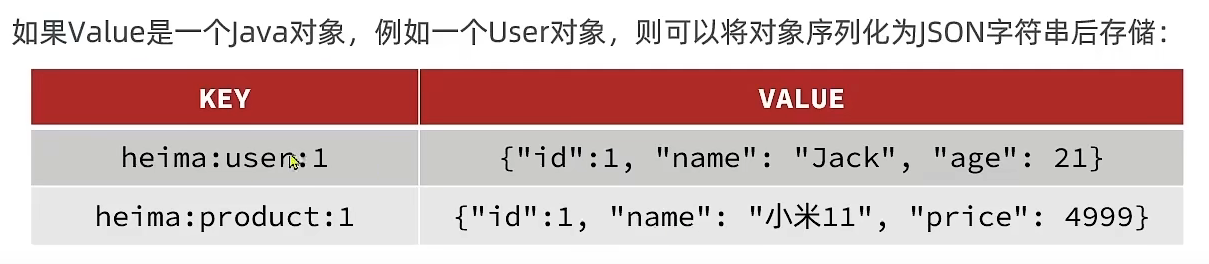 如果Value是一个Java对象，例如一个User对象，则可以将对象序列化为JSON字符串后存储：
KEY VALUE
heima:user:1 {"id":1, "name": "Jack", "age": 21}
heima:product:1 {"id":1, "name": "小米11", "price": 4999}